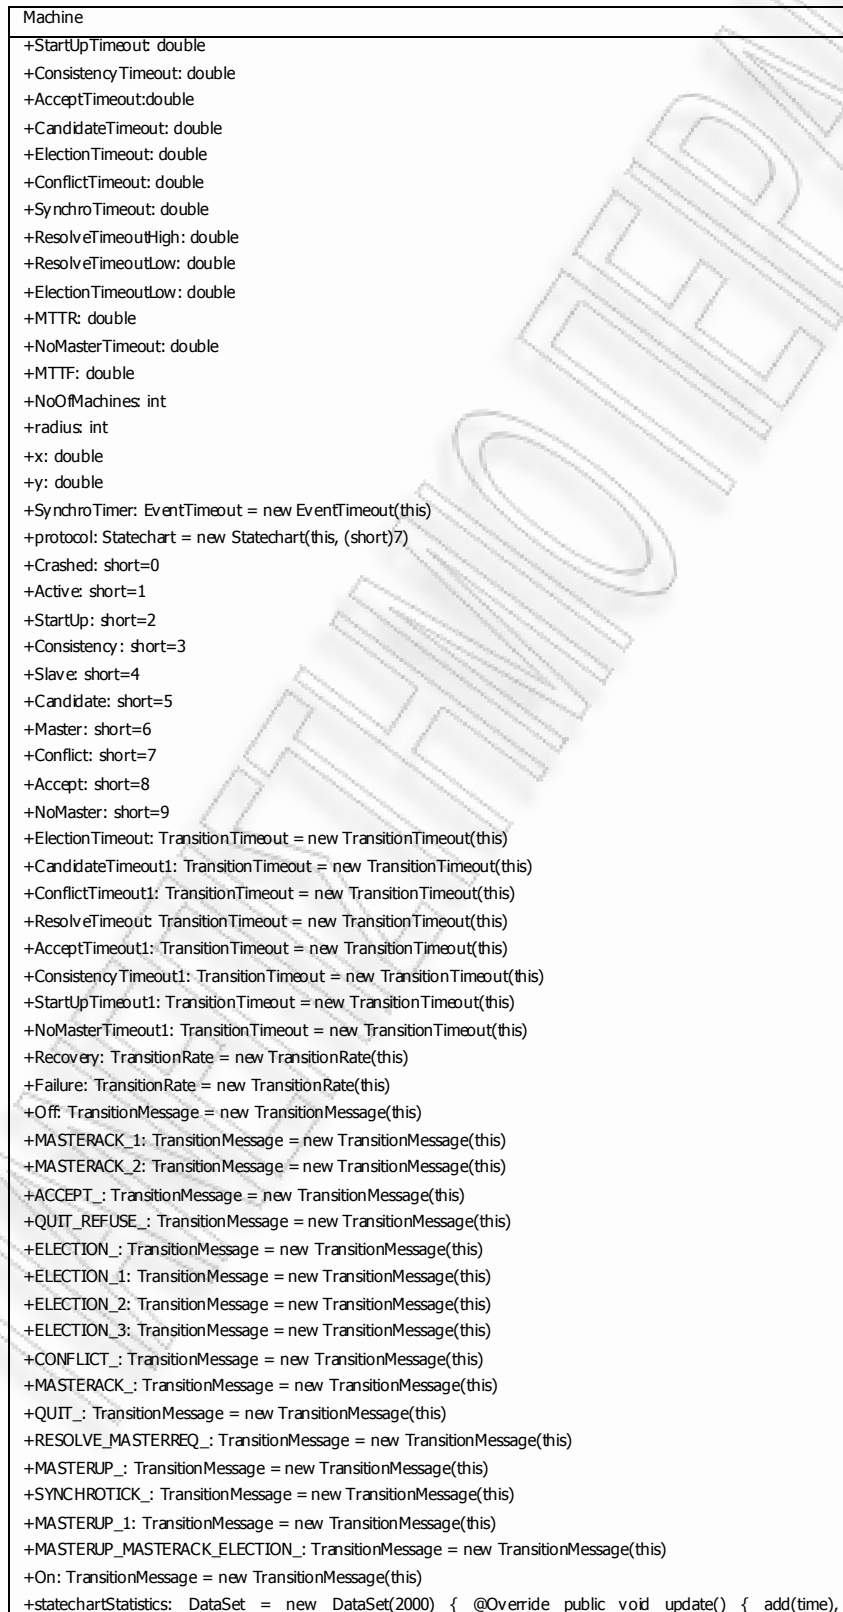 Machine
+StartUpTimeout: double
+ConsistencyTimeout: double
+AcceptTimeout:double
+CandidateTimeout: double
+ElectionTimeout: double
+ConflictTimeout: double
+SynchroTimeout: double
+ResolveTimeoutHigh: double
+ResolveTimeoutLow: double
+ElectionTimeoutLow: double
+MTTR: double
+NoMasterTimeout: double
+MTTF: double
+NoOfMachines: int
+radius: int
+x: double
+y: double
+SynchroTimer: EventTimeout = new EventTimeout(this)
+protocol: Statechart = new Statechart(this, (short)7)
+Crashed: short=0
+Active: short=1
+StartUp: short=2
+Consistency: short=3
+Slave: short=4
+Candidate: short=5
+Master: short=6
+Conflict: short=7
+Accept: short=8
+NoMaster: short=9
+ElectionTimeout: TransitionTimeout = new TransitionTimeout(this)
+CandidateTimeout1: TransitionTimeout = new TransitionTimeout(this)
+ConflictTimeout1: TransitionTimeout = new TransitionTimeout(this)
+ResolveTimeout: TransitionTimeout = new TransitionTimeout(this)
+AcceptTimeout1: TransitionTimeout = new TransitionTimeout(this)
+ConsistencyTimeout1: TransitionTimeout = new TransitionTimeout(this)
+StartUpTimeout1: TransitionTimeout = new TransitionTimeout(this)
+NoMasterTimeout1: TransitionTimeout = new TransitionTimeout(this)
+Recovery: TransitionRate = new TransitionRate(this)
+Failure: TransitionRate = new TransitionRate(this)
+Off: TransitionMessage = new TransitionMessage(this)
+MASTERACK_1: TransitionMessage = new TransitionMessage(this)
+MASTERACK_2: TransitionMessage = new TransitionMessage(this)
+ACCEPT_: TransitionMessage = new TransitionMessage(this)
+QUIT_REFUSE_: TransitionMessage = new TransitionMessage(this)
+ELECTION_: TransitionMessage = new TransitionMessage(this)
+ELECTION_1: TransitionMessage = new TransitionMessage(this)
+ELECTION_2: TransitionMessage = new TransitionMessage(this)
+ELECTION_3: TransitionMessage = new TransitionMessage(this)
+CONFLICT_: TransitionMessage = new TransitionMessage(this)
+MASTERACK_: TransitionMessage = new TransitionMessage(this)
+QUIT_: TransitionMessage = new TransitionMessage(this)
+RESOLVE_MASTERREQ_: TransitionMessage = new TransitionMessage(this)
+MASTERUP_: TransitionMessage = new TransitionMessage(this)
+SYNCHROTICK_: TransitionMessage = new TransitionMessage(this)
+MASTERUP_1: TransitionMessage = new TransitionMessage(this)
+MASTERUP_MASTERACK_ELECTION_: TransitionMessage = new TransitionMessage(this)
+On: TransitionMessage = new TransitionMessage(this)
+statechartStatistics: DataSet = new DataSet(2000) { @Override public void update() { add(time),